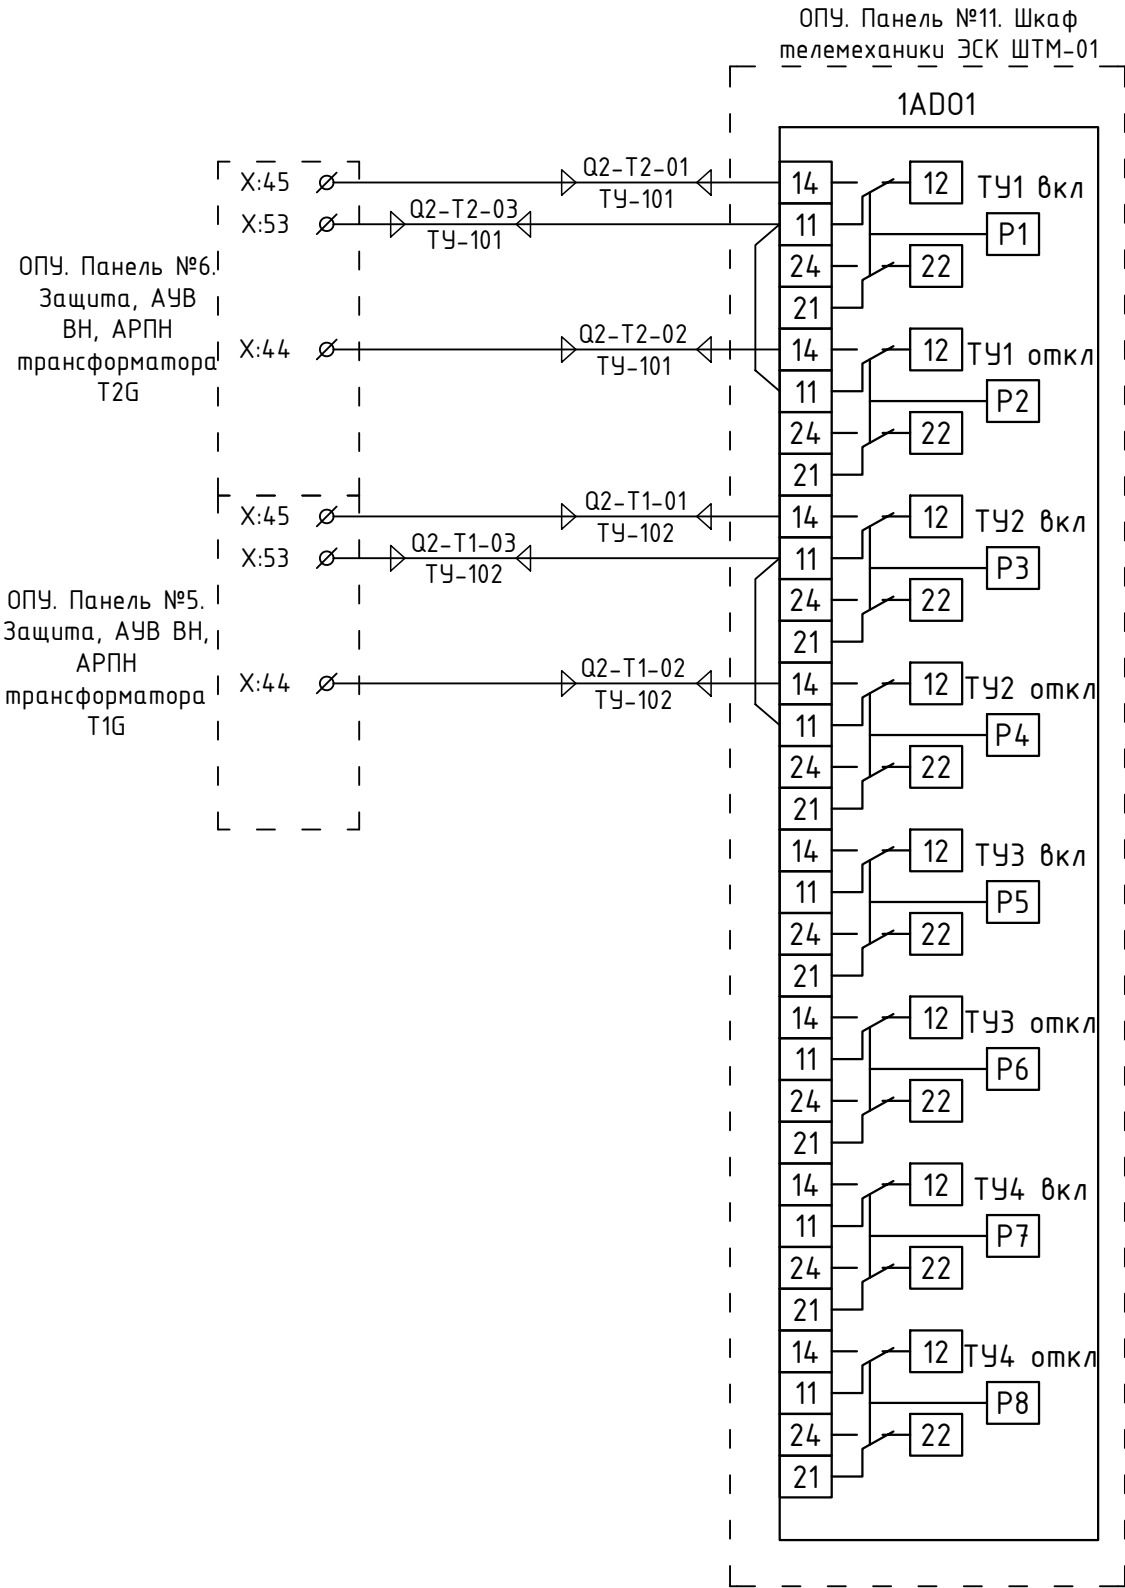 ОПУ. Панель №11. Шкаф
телемеханики ЭСК ШТМ-01
1ADO1
X:45
Q2-T2-01
ТУ-101
14
12
ТУ1 вкл
X:53
Q2-T2-03
ТУ-101
11
P1
24
22
21
ОПУ. Панель №6.
Защита, АУВ
ВН, АРПН
трансформатора
T2G
X:44
Q2-T2-02
ТУ-101
14
12
ТУ1 откл
11
P2
24
22
21
X:45
Q2-T1-01
ТУ-102
14
12
ТУ2 вкл
X:53
Q2-T1-03
ТУ-102
11
P3
24
22
21
ОПУ. Панель №5.
Защита, АУВ ВН,
АРПН
трансформатора
T1G
X:44
Q2-T1-02
ТУ-102
14
12
ТУ2 откл
11
P4
24
22
21
14
12
ТУ3 вкл
11
P5
24
22
21
14
12
ТУ3 откл
11
P6
24
22
21
14
12
ТУ4 вкл
11
P7
24
22
21
14
12
ТУ4 откл
11
P8
24
22
21